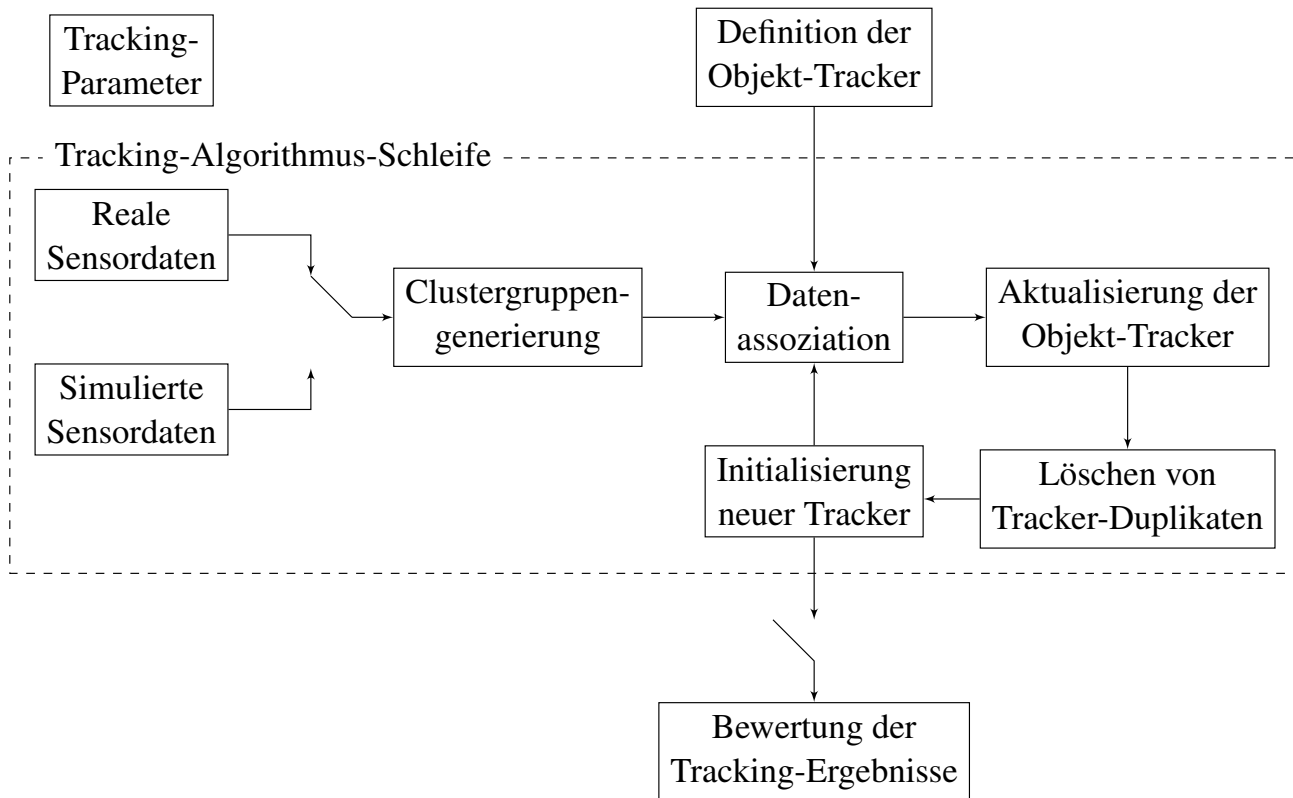 Tracking-
Parameter
Definition der
Objekt-Tracker
Tracking-Algorithmus-Schleife
Reale
Sensordaten
Simulierte
Sensordaten
Clustergruppen-
generierung
Daten-
assoziation
Aktualisierung der
Objekt-Tracker
Initialisierung
neuer Tracker
Löschen von
Tracker-Duplikaten
Bewertung der
Tracking-Ergebnisse